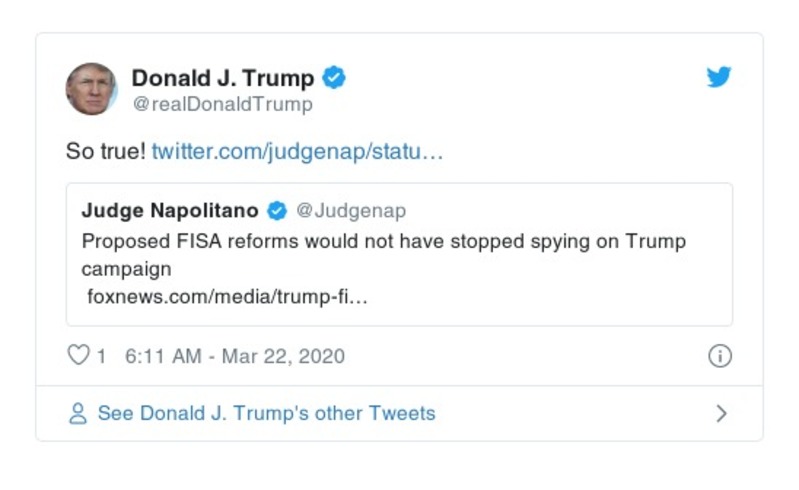 Donald J. Trump
@realDonaldTrump
So true! twitter.com/judgenap/statu…
Judge Napolitano @Judgenap
Proposed FISA reforms would not have stopped spying on Trump
campaign
foxnews.com/media/trump-fi…
1 6:11 AM - Mar 22, 2020
See Donald J. Trump's other Tweets